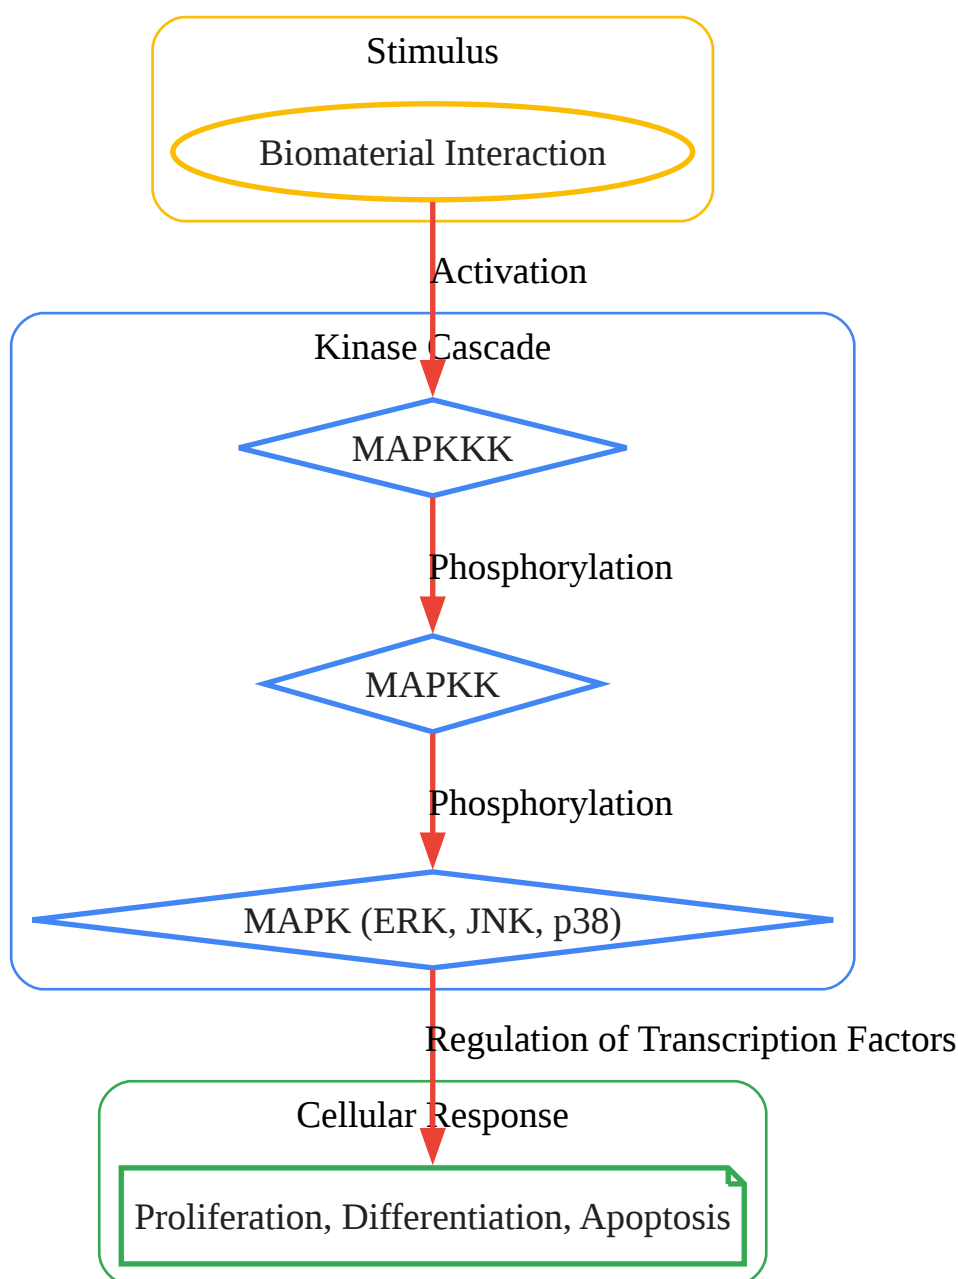 Stimulus
Biomaterial Interaction
Activation
Kinase Cascade
MAPKKK
Phosphorylation
MAPKK
Phosphorylation
MAPK (ERK, JNK, p38)
Regulation of Transcription Factors
Cellular Response
Proliferation, Differentiation, Apoptosis